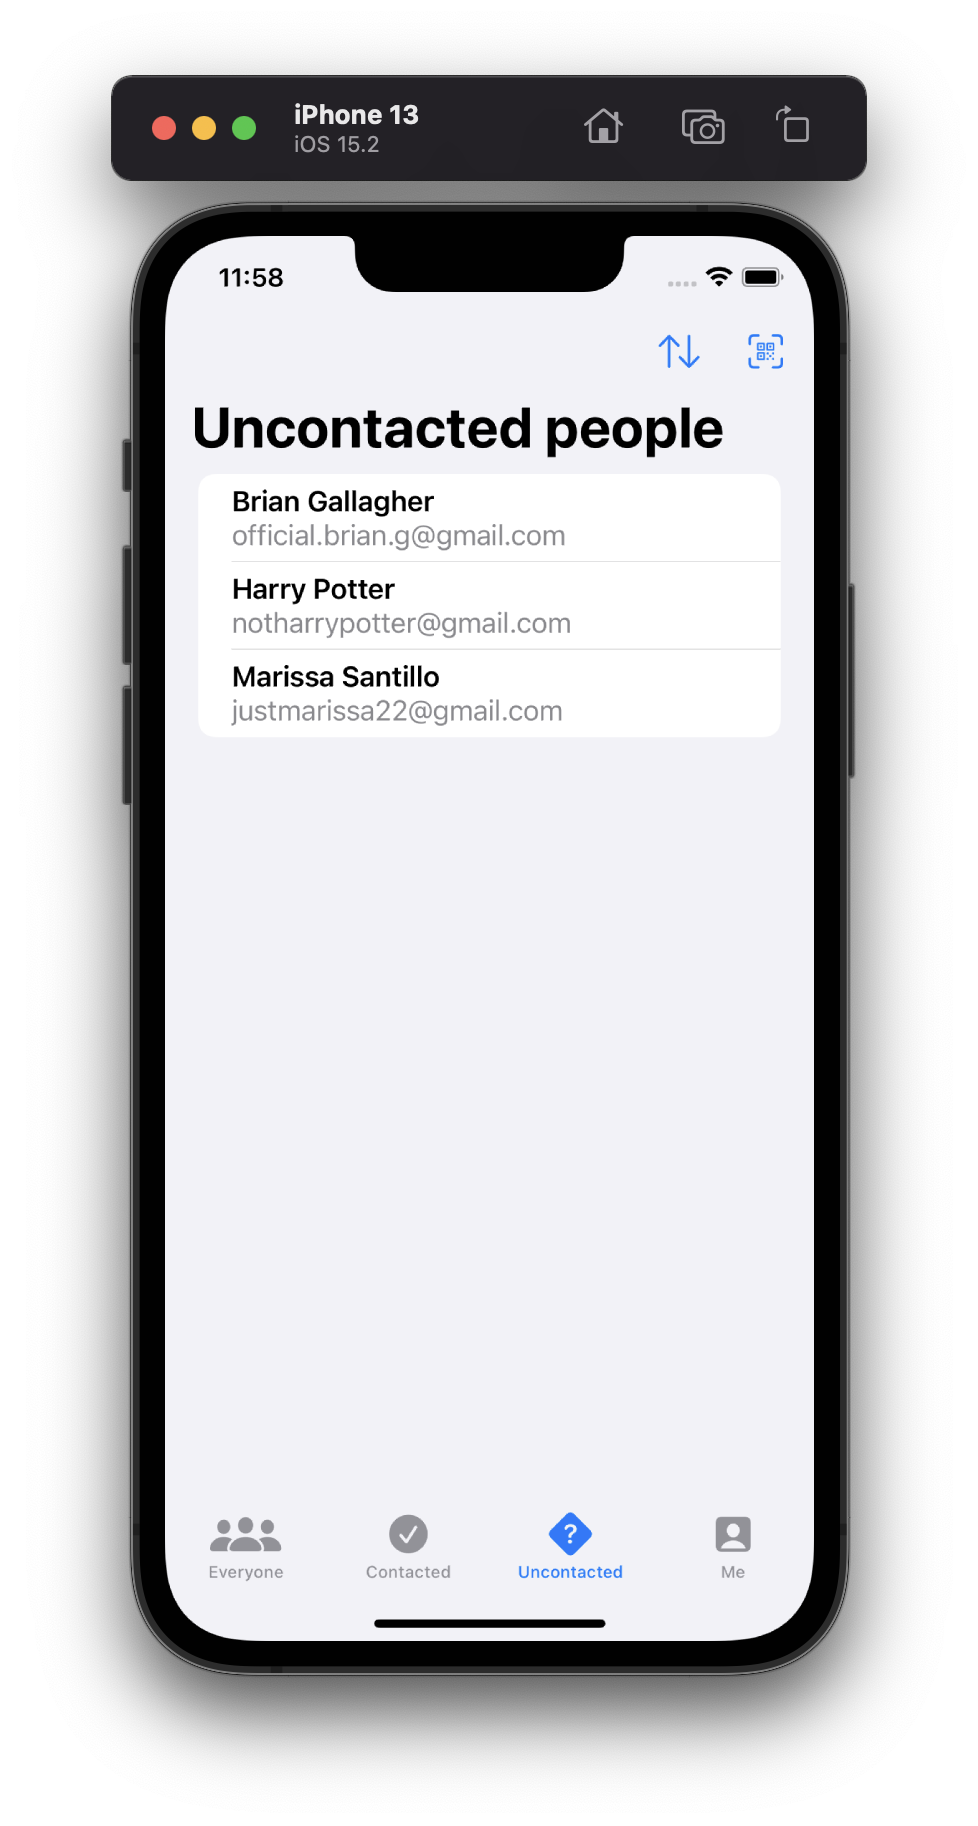 iPhone 13
iOS 15.2
11:58
Uncontacted people
Brian Gallagher
official.brian.g@gmail.com
Harry Potter
notharrypotter@gmail.com
Marissa Santillo
justmarissa22@gmail.com
?
Everyone
Contacted
Uncontacted
Me